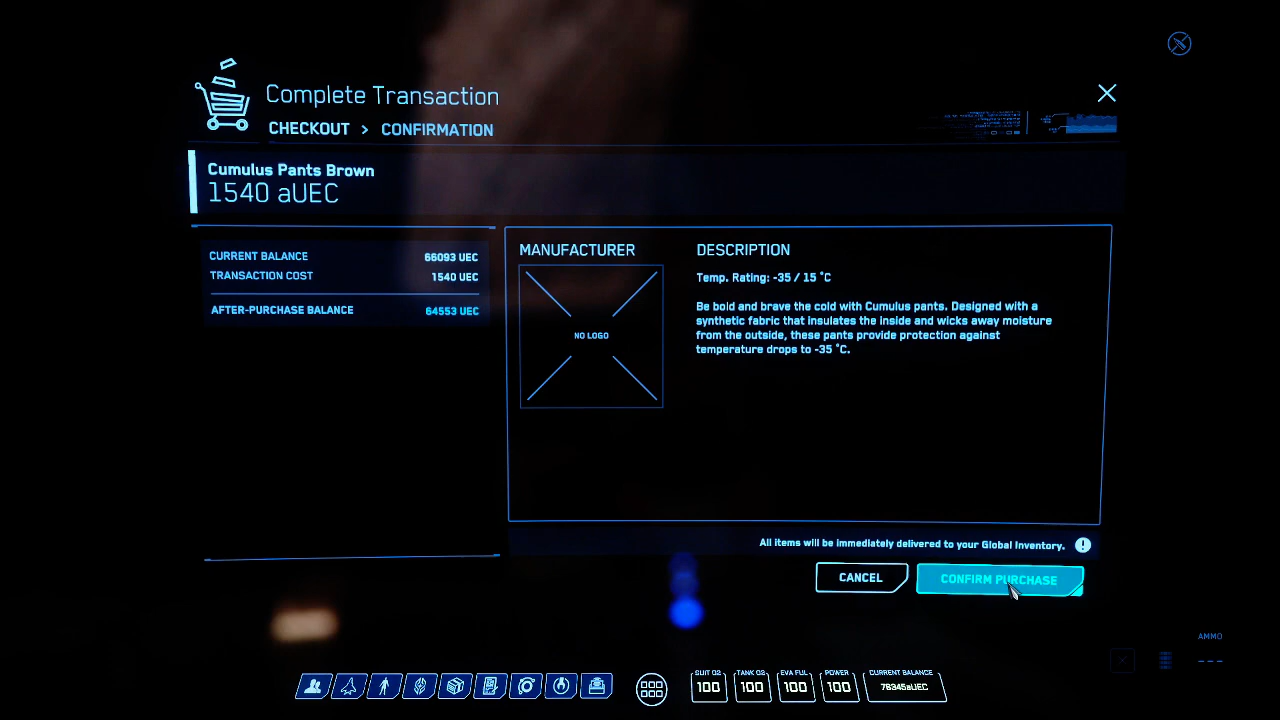 Complete Transaction
CHECKOUT > CONFIRMATION
Cumulus Pants Brown
1540 aUEC
CURRENT BALANCE 66093 UEC
TRANSACTION COST 1540 UEC
AFTER-PURCHASE BALANCE 64553 UEC
MANUFACTURER
NO LOGO
DESCRIPTION
Temp. Rating: -35 / 15 °C
Be bold and brave the cold with Cumulus pants. Designed with a
synthetic fabric that insulates the inside and wicks away moisture
from the outside, these pants provide protection against
temperature drops to -35 °C.
All items will be immediately delivered to your Global Inventory.
CANCEL
CONFIRM PURCHASE
AMMO
---
SUIT O2
100
TANK O2
100
EVA FUL
100
POWER
100
CURRENT BALANCE
78345aUEC